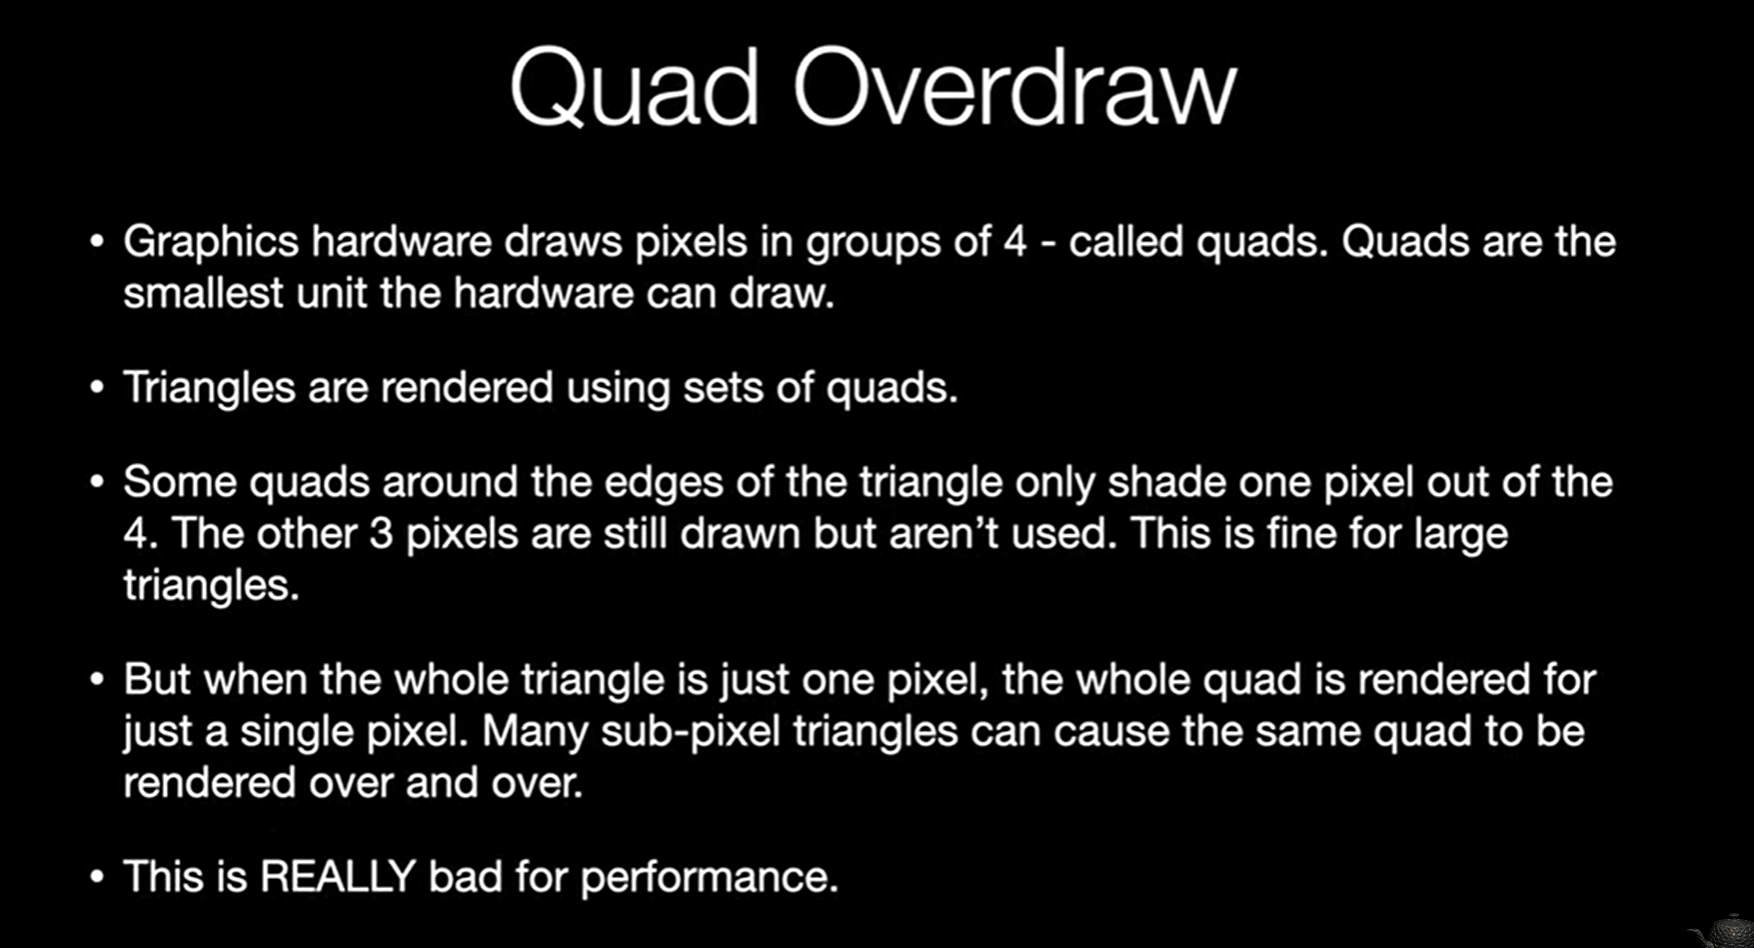 Quad Overdraw
• Graphics hardware draws pixels in groups of 4 - called quads. Quads are the
smallest unit the hardware can draw.
• Triangles are rendered using sets of quads.
• Some quads around the edges of the triangle only shade one pixel out of the
4. The other 3 pixels are still drawn but aren’t used. This is fine for large
triangles.
• But when the whole triangle is just one pixel, the whole quad is rendered for
just a single pixel. Many sub-pixel triangles can cause the same quad to be
rendered over and over.
• This is REALLY bad for performance.